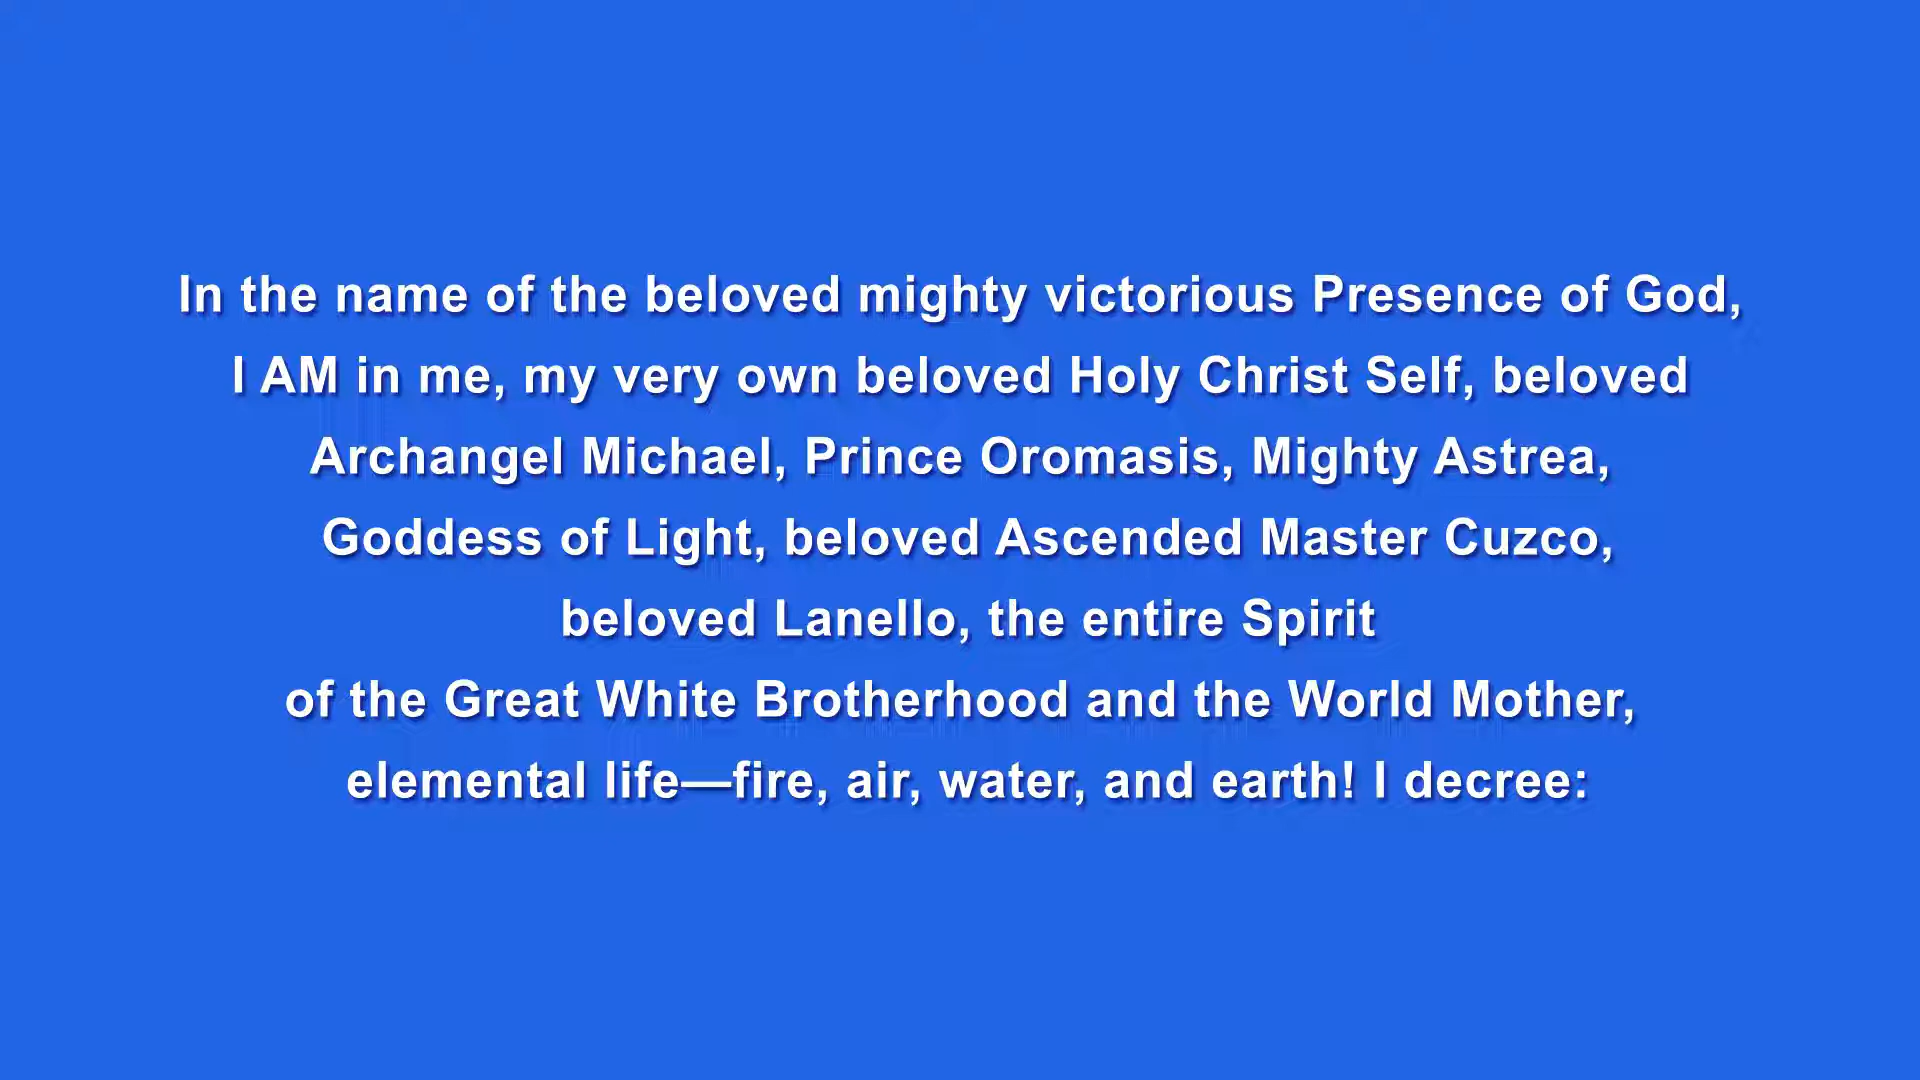 In the name of the beloved mighty victorious Presence of God,
I AM in me, my very own beloved Holy Christ Self, beloved
Archangel Michael, Prince Oromasis, Mighty Astrea,
Goddess of Light, beloved Ascended Master Cuzco,
beloved Lanello, the entire Spirit
of the Great White Brotherhood and the World Mother,
elemental life—fire, air, water, and earth! I decree: